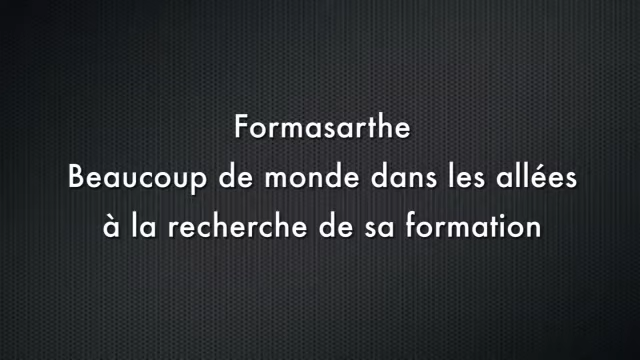 Formasarthe
Beaucoup de monde dans les allées
à la recherche de sa formation